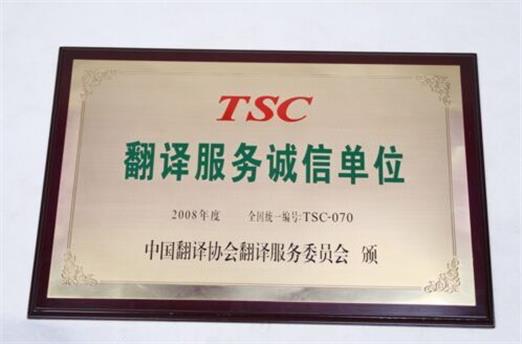 TSC
翻译服务诚信单位
2008年度 全国统一编号:TSC-070
中国翻译协会翻译服务委员会 颁